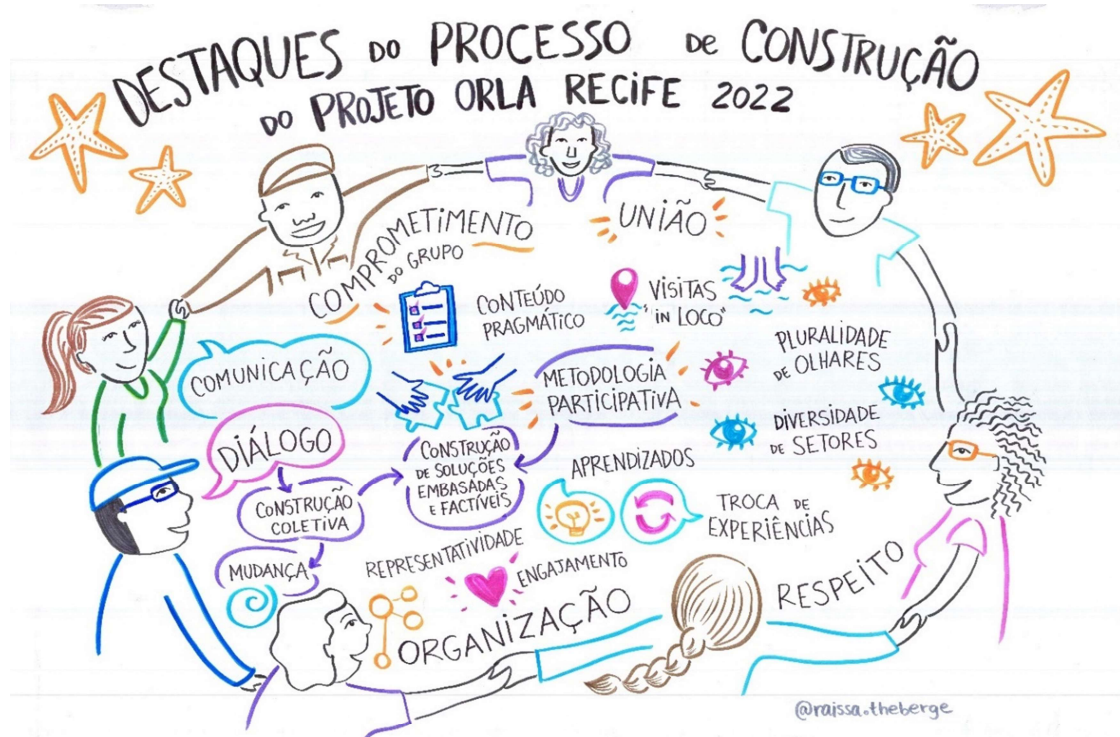 DESTAQUES DO PROCESSO DE CONSTRUÇÃO
DO PROJETO ORLA RECIFE 2022
COMPROMETIMENTO
DO GRUPO
UNIÃO
CONTEÚDO
PRAGMÁTICO
VISITAS
"IN LOCO"
PLURALIDADE
DE OLHARES
COMUNICAÇÃO
METODOLOGIA
PARTICIPATIVA
DIÁLOGO
CONSTRUÇÃO
DE SOLUÇÕES
EMBASADAS
E FACTÍVEIS
DIVERSIDADE
DE SETORES
APRENDIZADOS
CONSTRUÇÃO
COLETIVA
TROCA DE
EXPERIÊNCIAS
MUDANÇA
REPRESENTATIVIDADE
ENGAJAMENTO
ORGANIZAÇÃO
RESPEITO
@raissa.theberge